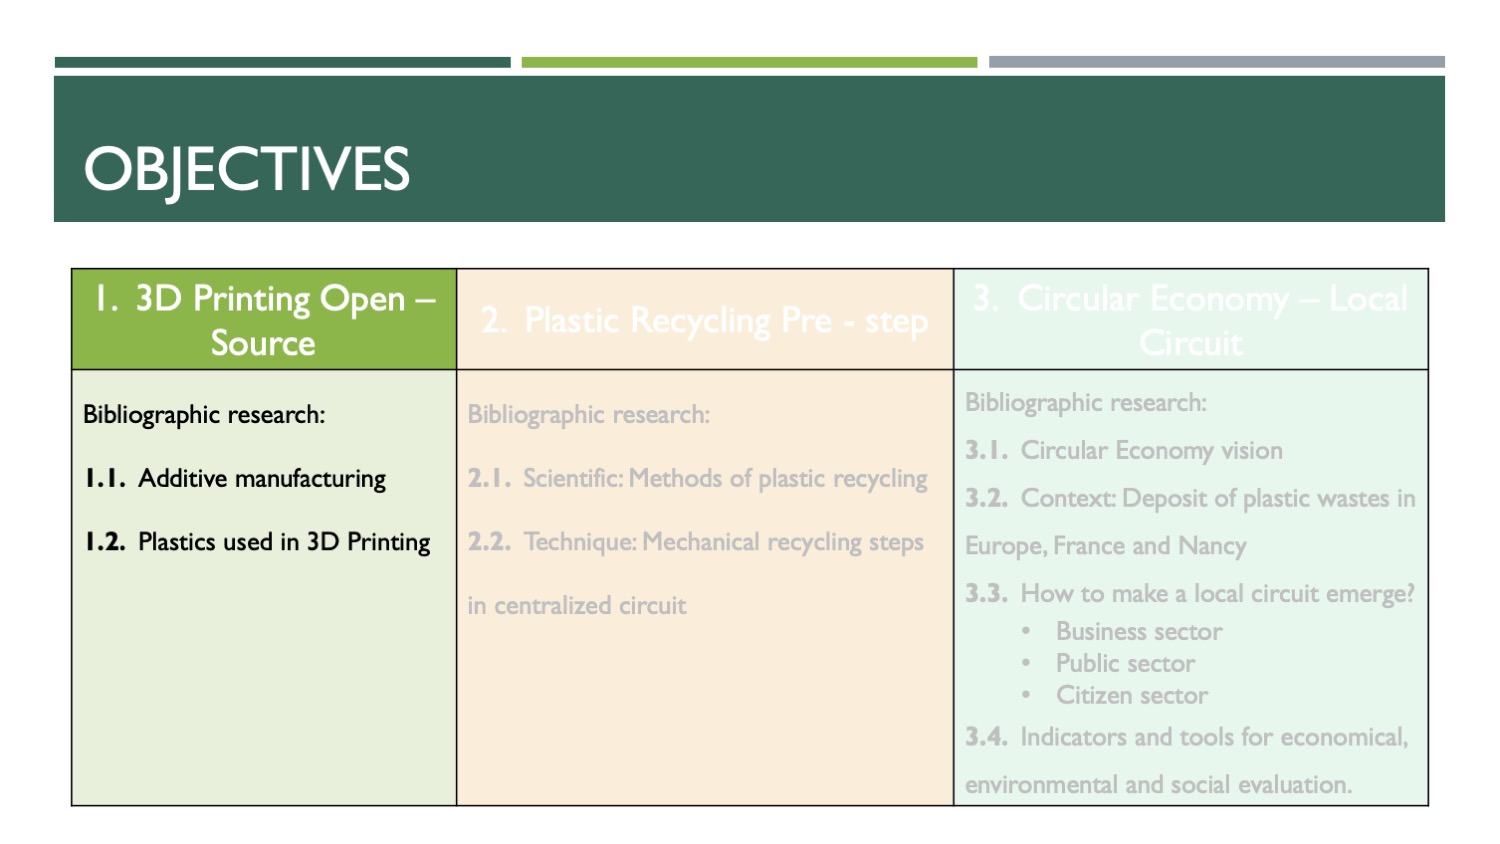 OBJECTIVES
1. 3D Printing Open –
Source
2. Plastic Recycling Pre - step
3. Circular Economy – Local
Circuit
Bibliographic research:
1.1. Additive manufacturing
1.2. Plastics used in 3D Printing
Bibliographic research:
2.1. Scientific: Methods of plastic recycling
2.2. Technique: Mechanical recycling steps
in centralized circuit
Bibliographic research:
3.1. Circular Economy vision
3.2. Context: Deposit of plastic wastes in
Europe, France and Nancy
3.3. How to make a local circuit emerge?
• Business sector
• Public sector
• Citizen sector
3.4. Indicators and tools for economical,
environmental and social evaluation.